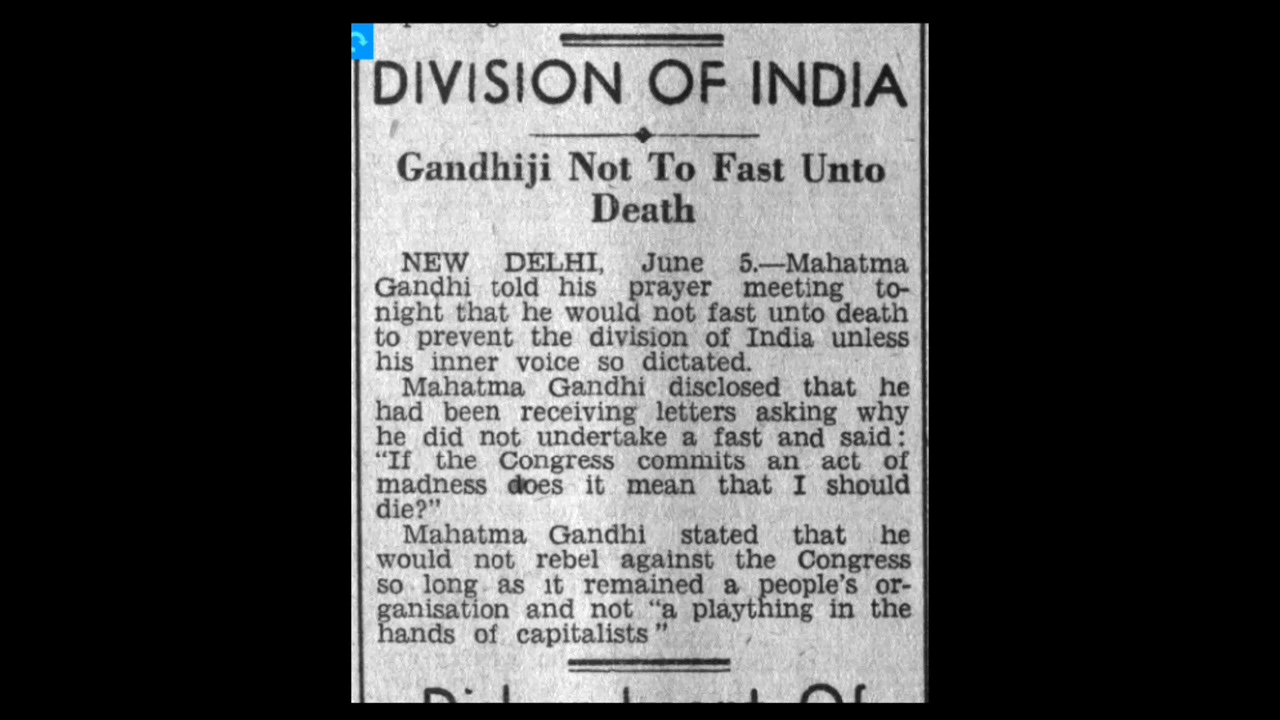 DIVISION OF INDIA
Gandhiji Not To Fast Unto
Death
NEW DELHI, June 5.—Mahatma
Gandhi told his prayer meeting to-
night that he would not fast unto death
to prevent the division of India unless
his inner voice so dictated.
Mahatma Gandhi disclosed that he
had been receiving letters asking why
he did not undertake a fast and said:
“If the Congress commits an act of
madness does it mean that I should
die?”
Mahatma Gandhi stated that he
would not rebel against the Congress
so long as it remained a people's or-
ganisation and not “a plaything in the
hands of capitalists”